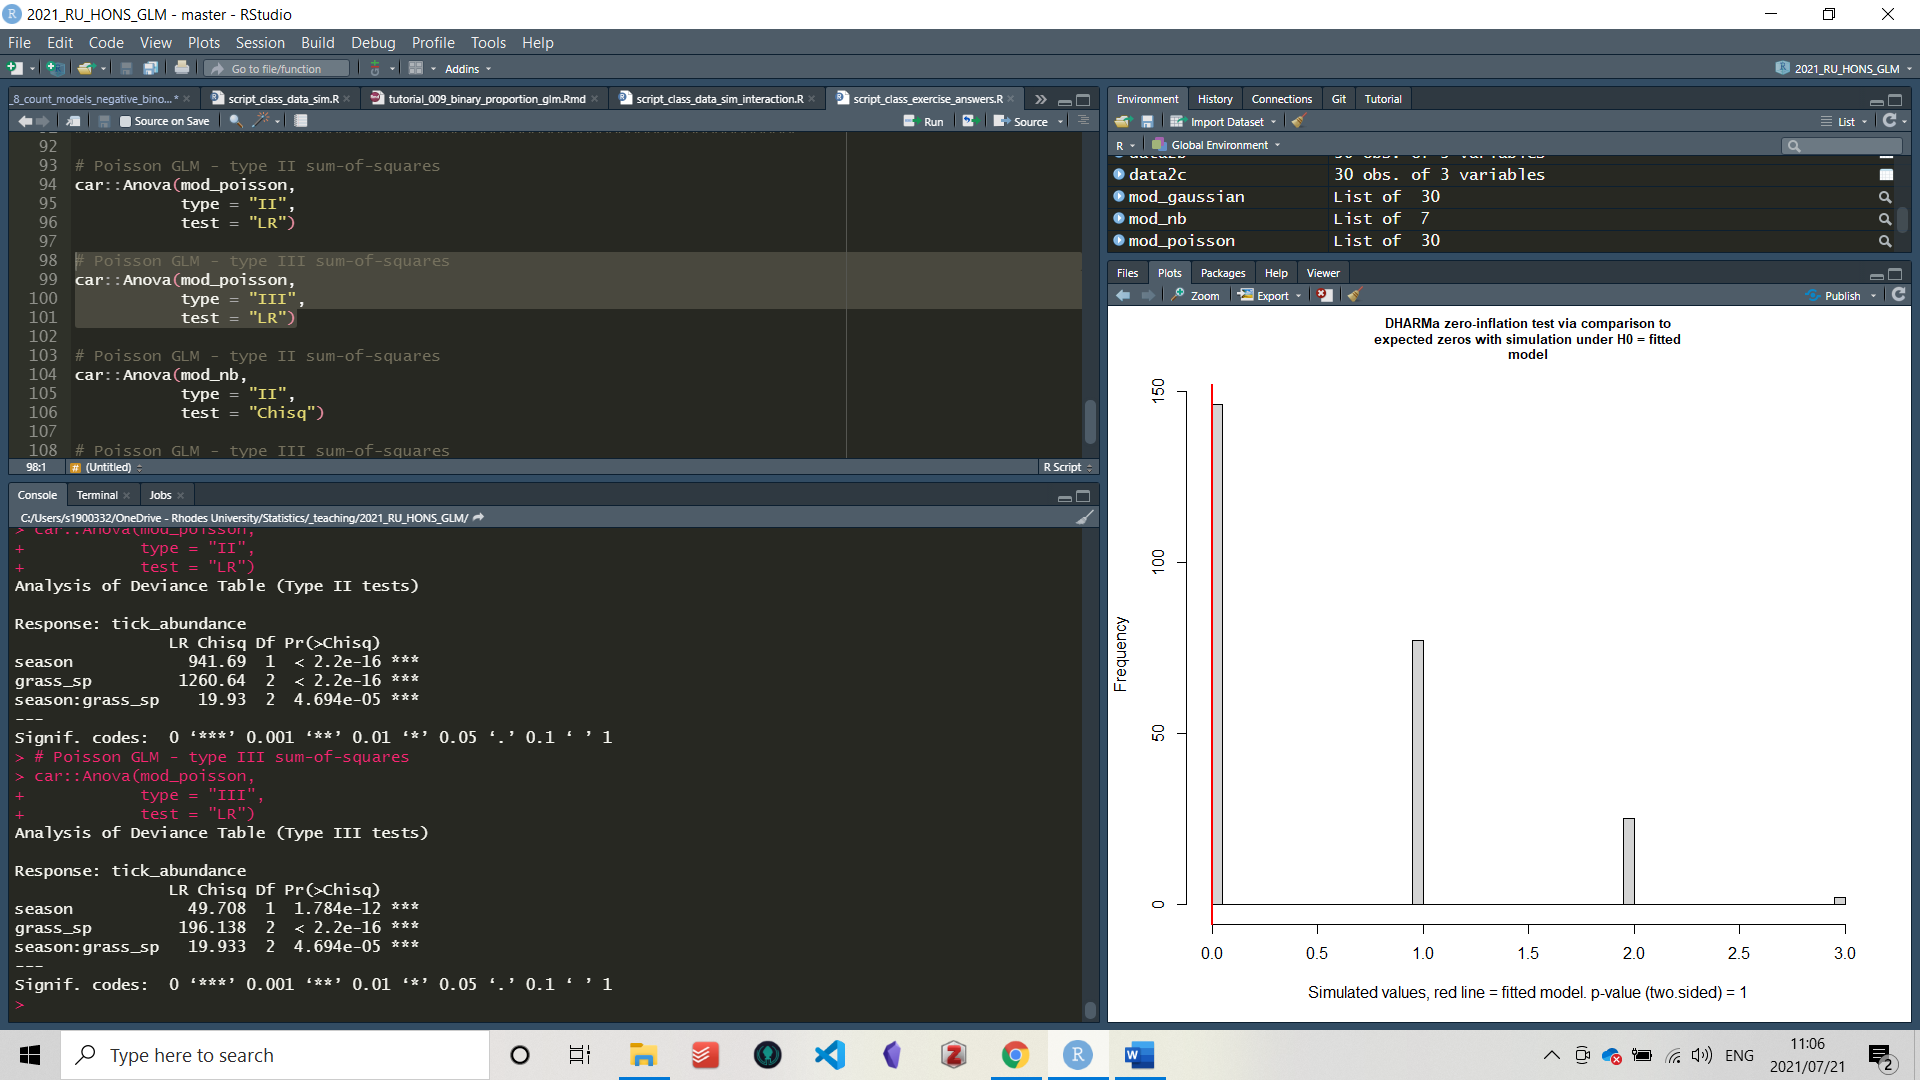 2021_RU_HONS_GLM - master - RStudio
File Edit Code View Plots Session Build Debug Profile Tools Help
Go to file/function Addins 2021_RU_HONS_GLM
_8_count_models_negative_bino...* script_class_data_sim.R tutorial_009_binary_proportion_glm.Rmd script_class_data_sim_interaction.R script_class_exercise_answers.R
Source on Save Run Source
92
93 # Poisson GLM - type II sum-of-squares
94 car::Anova(mod_poisson,
95 type = "II",
96 test = "LR")
97
98 # Poisson GLM - type III sum-of-squares
99 car::Anova(mod_poisson,
100 type = "III",
101 test = "LR")
102
103 # Poisson GLM - type II sum-of-squares
104 car::Anova(mod_nb,
105 type = "II",
106 test = "Chisq")
107
108 # Poisson GLM - type III sum-of-squares
98:1 # (Untitled) R Script
Console Terminal Jobs
C:/Users/s1900332/OneDrive - Rhodes University/Statistics/_teaching/2021_RU_HONS_GLM/
> car::Anova(mod_poisson,
+ type = "II",
+ test = "LR")
Analysis of Deviance Table (Type II tests)
Response: tick_abundance
LR Chisq Df Pr(>Chisq)
season 941.69 1 < 2.2e-16 ***
grass_sp 1260.64 2 < 2.2e-16 ***
season:grass_sp 19.93 2 4.694e-05 ***
---
Signif. codes: 0 ‘***’ 0.001 ‘**’ 0.01 ‘*’ 0.05 ‘.’ 0.1 ‘ ’ 1
> # Poisson GLM - type III sum-of-squares
> car::Anova(mod_poisson,
+ type = "III",
+ test = "LR")
Analysis of Deviance Table (Type III tests)
Response: tick_abundance
LR Chisq Df Pr(>Chisq)
season 49.708 1 1.784e-12 ***
grass_sp 196.138 2 < 2.2e-16 ***
season:grass_sp 19.933 2 4.694e-05 ***
---
Signif. codes: 0 ‘***’ 0.001 ‘**’ 0.01 ‘*’ 0.05 ‘.’ 0.1 ‘ ’ 1
>
Environment History Connections Git Tutorial
Import Dataset List
R Global Environment
data2b 30 obs. of 3 variables
data2c 30 obs. of 3 variables
mod_gaussian List of 30
mod_nb List of 7
mod_poisson List of 30
Files Plots Packages Help Viewer
Zoom Export Publish
DHARMa zero-inflation test via comparison to
expected zeros with simulation under H0 = fitted
model
Frequency
150
100
50
0
0.0 0.5 1.0 1.5 2.0 2.5 3.0
Simulated values, red line = fitted model. p-value (two.sided) = 1
Type here to search
ENG
11:06
2021/07/21
2